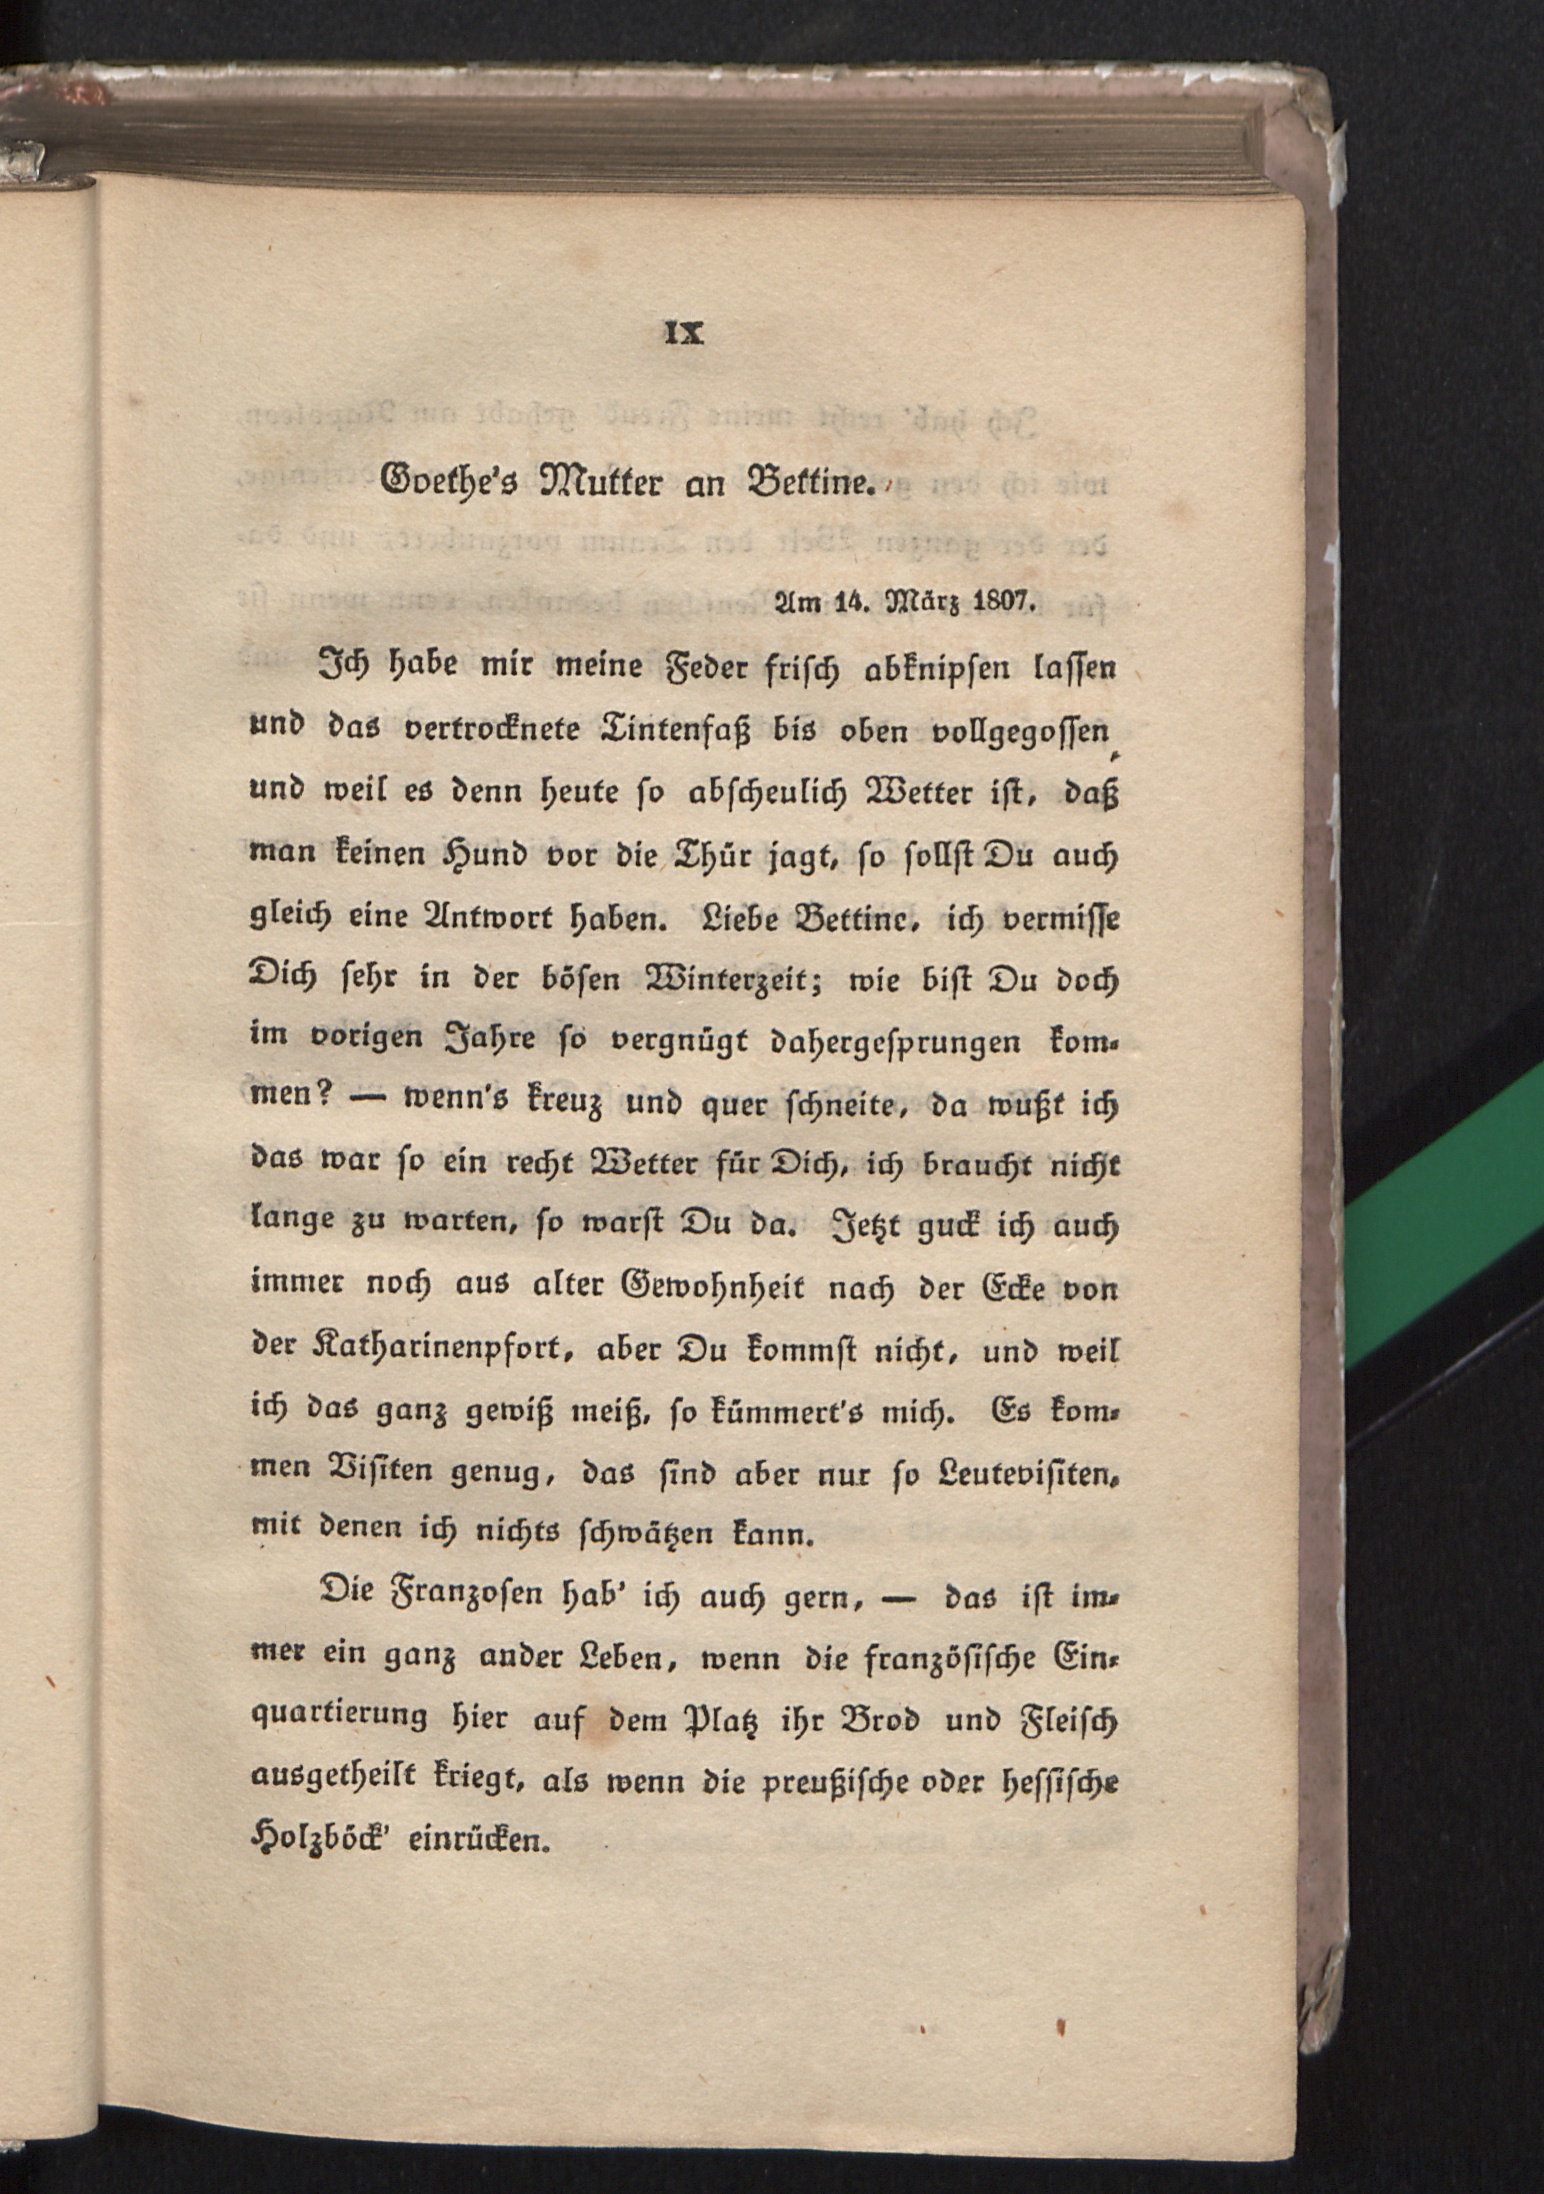 IX
Goethe's Mutter an Bettine.
Am 14. März 1807.
Ich habe mir meine Feder frisch abknipsen lassen
und das vertrocknete Tintenfaß bis oben vollgegossen,
und weil es denn heute so abscheulich Wetter ist, daß
man keinen Hund vor die Thür jagt, so sollst Du auch
gleich eine Antwort haben. Liebe Bettine, ich vermisse
Dich sehr in der bösen Winterzeit; wie bist Du doch
im vorigen Jahre so vergnügt dahergesprungen kom-
men? — wenn's kreuz und quer schneite, da wußt ich
das war so ein recht Wetter für Dich, ich braucht nicht
lange zu warten, so warst Du da. Jetzt guck ich auch
immer noch aus alter Gewohnheit nach der Ecke von
der Katharinenpfort, aber Du kommst nicht, und weil
ich das ganz gewiß meiß, so kümmert's mich. Es kom-
men Visiten genug, das sind aber nur so Leutevisiten,
mit denen ich nichts schwätzen kann.
Die Franzosen hab' ich auch gern, — das ist im-
mer ein ganz ander Leben, wenn die französische Ein-
quartierung hier auf dem Platz ihr Brod und Fleisch
ausgetheilt kriegt, als wenn die preußische oder hessische
Holzböck' einrücken.